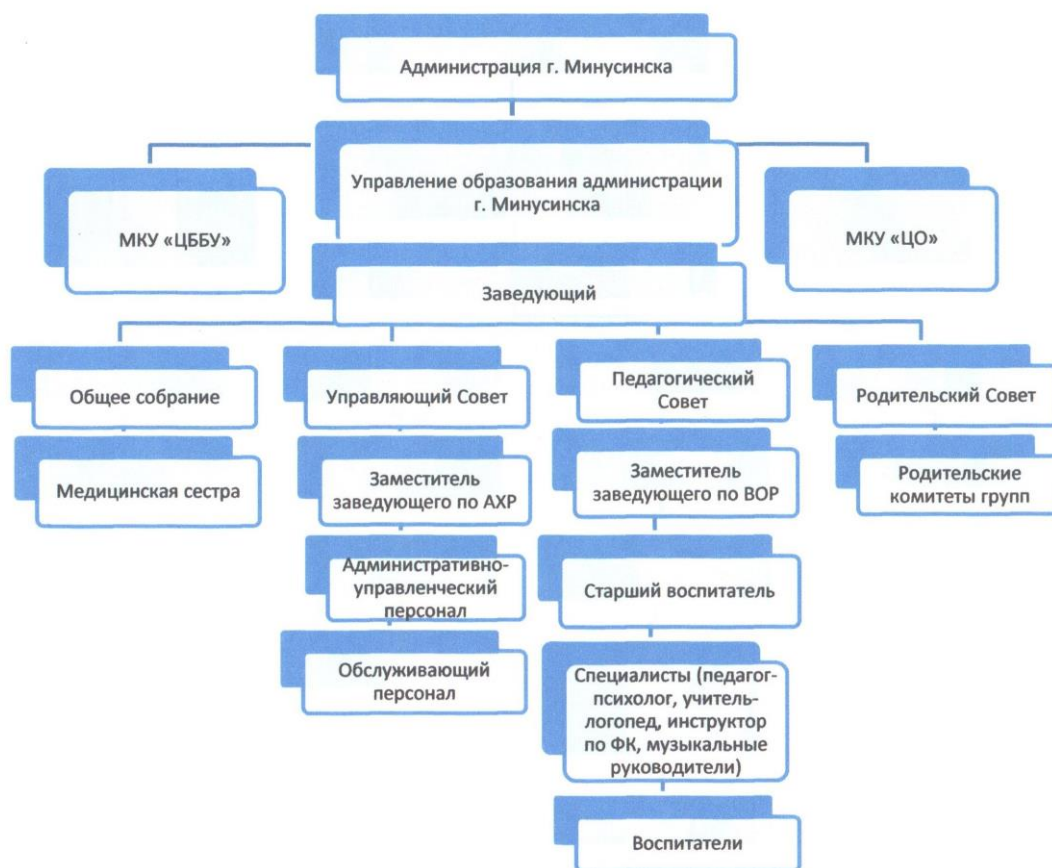 Администрация г. Минусинска
Управление образования администрации
г. Минусинска
МКУ «ЦББУ»
МКУ «ЦО»
Заведующий
Общее собрание
Управляющий Совет
Педагогический
Совет
Родительский Совет
Медицинская сестра
Заместитель
заведующего по АХР
Заместитель
заведующего по ВОР
Родительские
комитеты групп
Административно-
управленческий
персонал
Старший воспитатель
Обслуживающий
персонал
Специалисты (педагог-
психолог, учитель-
логопед, инструктор
по ФК, музыкальные
руководители)
Воспитатели